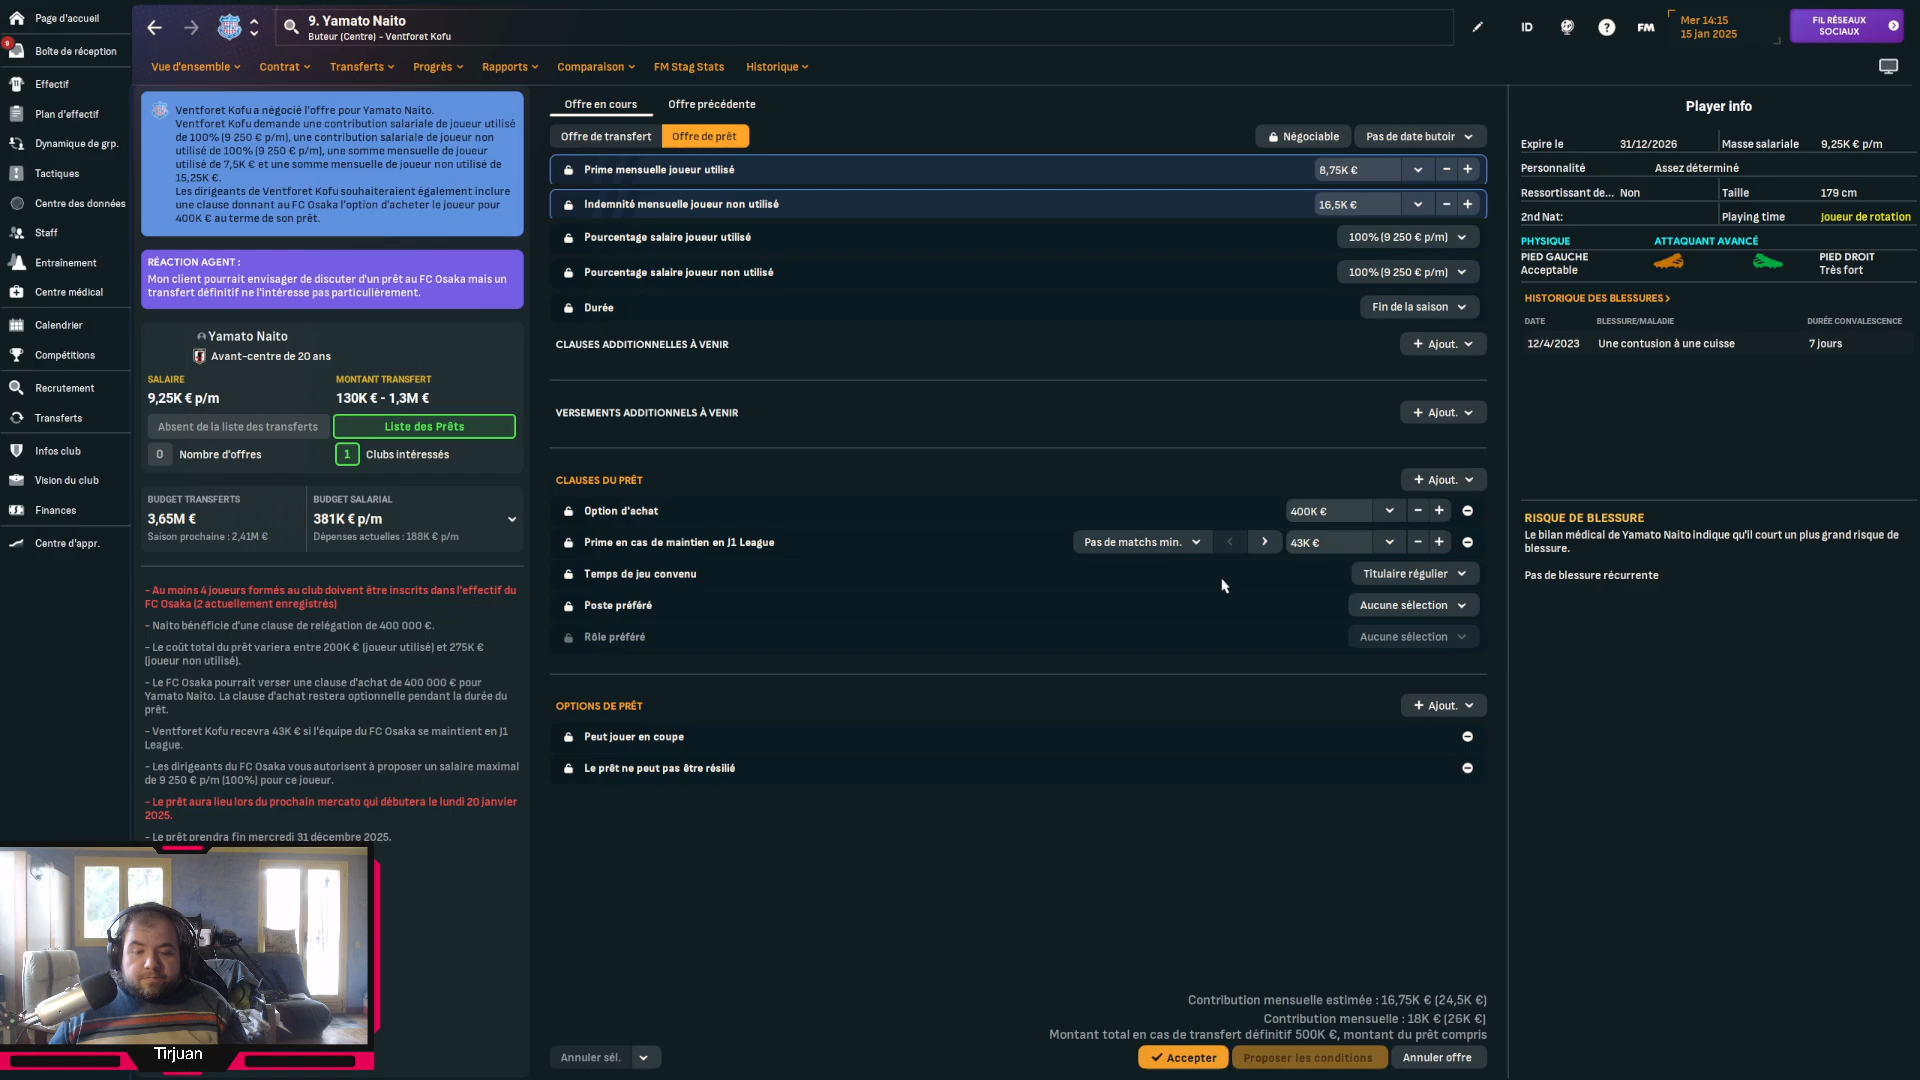 Page d'accueil
9
Boîte de réception
Effectif
Plan d'effectif
Dynamique de grp.
Tactiques
Centre des données
Staff
Entraînement
Centre médical
Calendrier
Compétitions
Recrutement
Transferts
Infos club
Vision du club
Finances
Centre d'appr.
9. Yamato Naito
Buteur (Centre) - Ventforet Kofu
ID
FM
Mer 14:15
15 jan 2025
FIL RÉSEAUX
SOCIAUX
Vue d'ensemble
Contrat
Transferts
Progrès
Rapports
Comparaison
FM Stag Stats
Historique
Ventforet Kofu a négocié l'offre pour Yamato Naito.
Ventforet Kofu demande une contribution salariale de joueur utilisé
de 100% (9 250 € p/m), une contribution salariale de joueur non
utilisé de 100% (9 250 € p/m), une somme mensuelle de joueur
utilisé de 7,5K € et une somme mensuelle de joueur non utilisé de
15,25K €.
Les dirigeants de Ventforet Kofu souhaiteraient également inclure
une clause donnant au FC Osaka l'option d'acheter le joueur pour
400K € au terme de son prêt.
RÉACTION AGENT :
Mon client pourrait envisager de discuter d'un prêt au FC Osaka mais un
transfert définitif ne l'intéresse pas particulièrement.
Yamato Naito
Avant-centre de 20 ans
SALAIRE
MONTANT TRANSFERT
9,25K € p/m
130K € - 1,3M €
Absent de la liste des transferts
Liste des Prêts
0 Nombre d'offres
1 Clubs intéressés
BUDGET TRANSFERTS
BUDGET SALARIAL
3,65M €
381K € p/m
Saison prochaine : 2,41M €
Dépenses actuelles : 188K € p/m
- Au moins 4 joueurs formés au club doivent être inscrits dans l'effectif du
FC Osaka (2 actuellement enregistrés)
- Naito bénéficie d'une clause de relégation de 400 000 €.
- Le coût total du prêt variera entre 200K € (joueur utilisé) et 275K €
(joueur non utilisé).
- Le FC Osaka pourrait verser une clause d'achat de 400 000 € pour
Yamato Naito. La clause d'achat restera optionnelle pendant la durée du
prêt.
- Ventforet Kofu recevra 43K € si l'équipe du FC Osaka se maintient en J1
League.
- Les dirigeants du FC Osaka vous autorisent à proposer un salaire maximal
de 9 250 € p/m (100%) pour ce joueur.
- Le prêt aura lieu lors du prochain mercato qui débutera le lundi 20 janvier
2025.
- Le prêt prendra fin mercredi 31 décembre 2025.
Tirjuan
Offre en cours
Offre précédente
Offre de transfert
Offre de prêt
Négociable
Pas de date butoir
Prime mensuelle joueur utilisé
8,75K €
Indemnité mensuelle joueur non utilisé
16,5K €
Pourcentage salaire joueur utilisé
100% (9 250 € p/m)
Pourcentage salaire joueur non utilisé
100% (9 250 € p/m)
Durée
Fin de la saison
CLAUSES ADDITIONNELLES À VENIR
Ajout.
VERSEMENTS ADDITIONNELS À VENIR
Ajout.
CLAUSES DU PRÊT
Ajout.
Option d'achat
400K €
Prime en cas de maintien en J1 League
Pas de matchs min.
43K €
Temps de jeu convenu
Titulaire régulier
Poste préféré
Aucune sélection
Rôle préféré
Aucune sélection
OPTIONS DE PRÊT
Ajout.
Peut jouer en coupe
Le prêt ne peut pas être résilié
Contribution mensuelle estimée : 16,75K € (24,5K €)
Contribution mensuelle : 18K € (26K €)
Montant total en cas de transfert définitif 500K €, montant du prêt compris
Annuler sél.
Accepter
Proposer les conditions
Annuler offre
Player info
Expire le
31/12/2026
Masse salariale
9,25K € p/m
Personnalité
Assez déterminé
Ressortissant de...
Non
Taille
179 cm
2nd Nat:
Playing time
Joueur de rotation
PHYSIQUE
ATTAQUANT AVANCÉ
PIED GAUCHE
Acceptable
PIED DROIT
Très fort
HISTORIQUE DES BLESSURES >
DATE
BLESSURE/MALADIE
DURÉE CONVALESCENCE
12/4/2023
Une contusion à une cuisse
7 jours
RISQUE DE BLESSURE
Le bilan médical de Yamato Naito indique qu'il court un plus grand risque de
blessure.
Pas de blessure récurrente